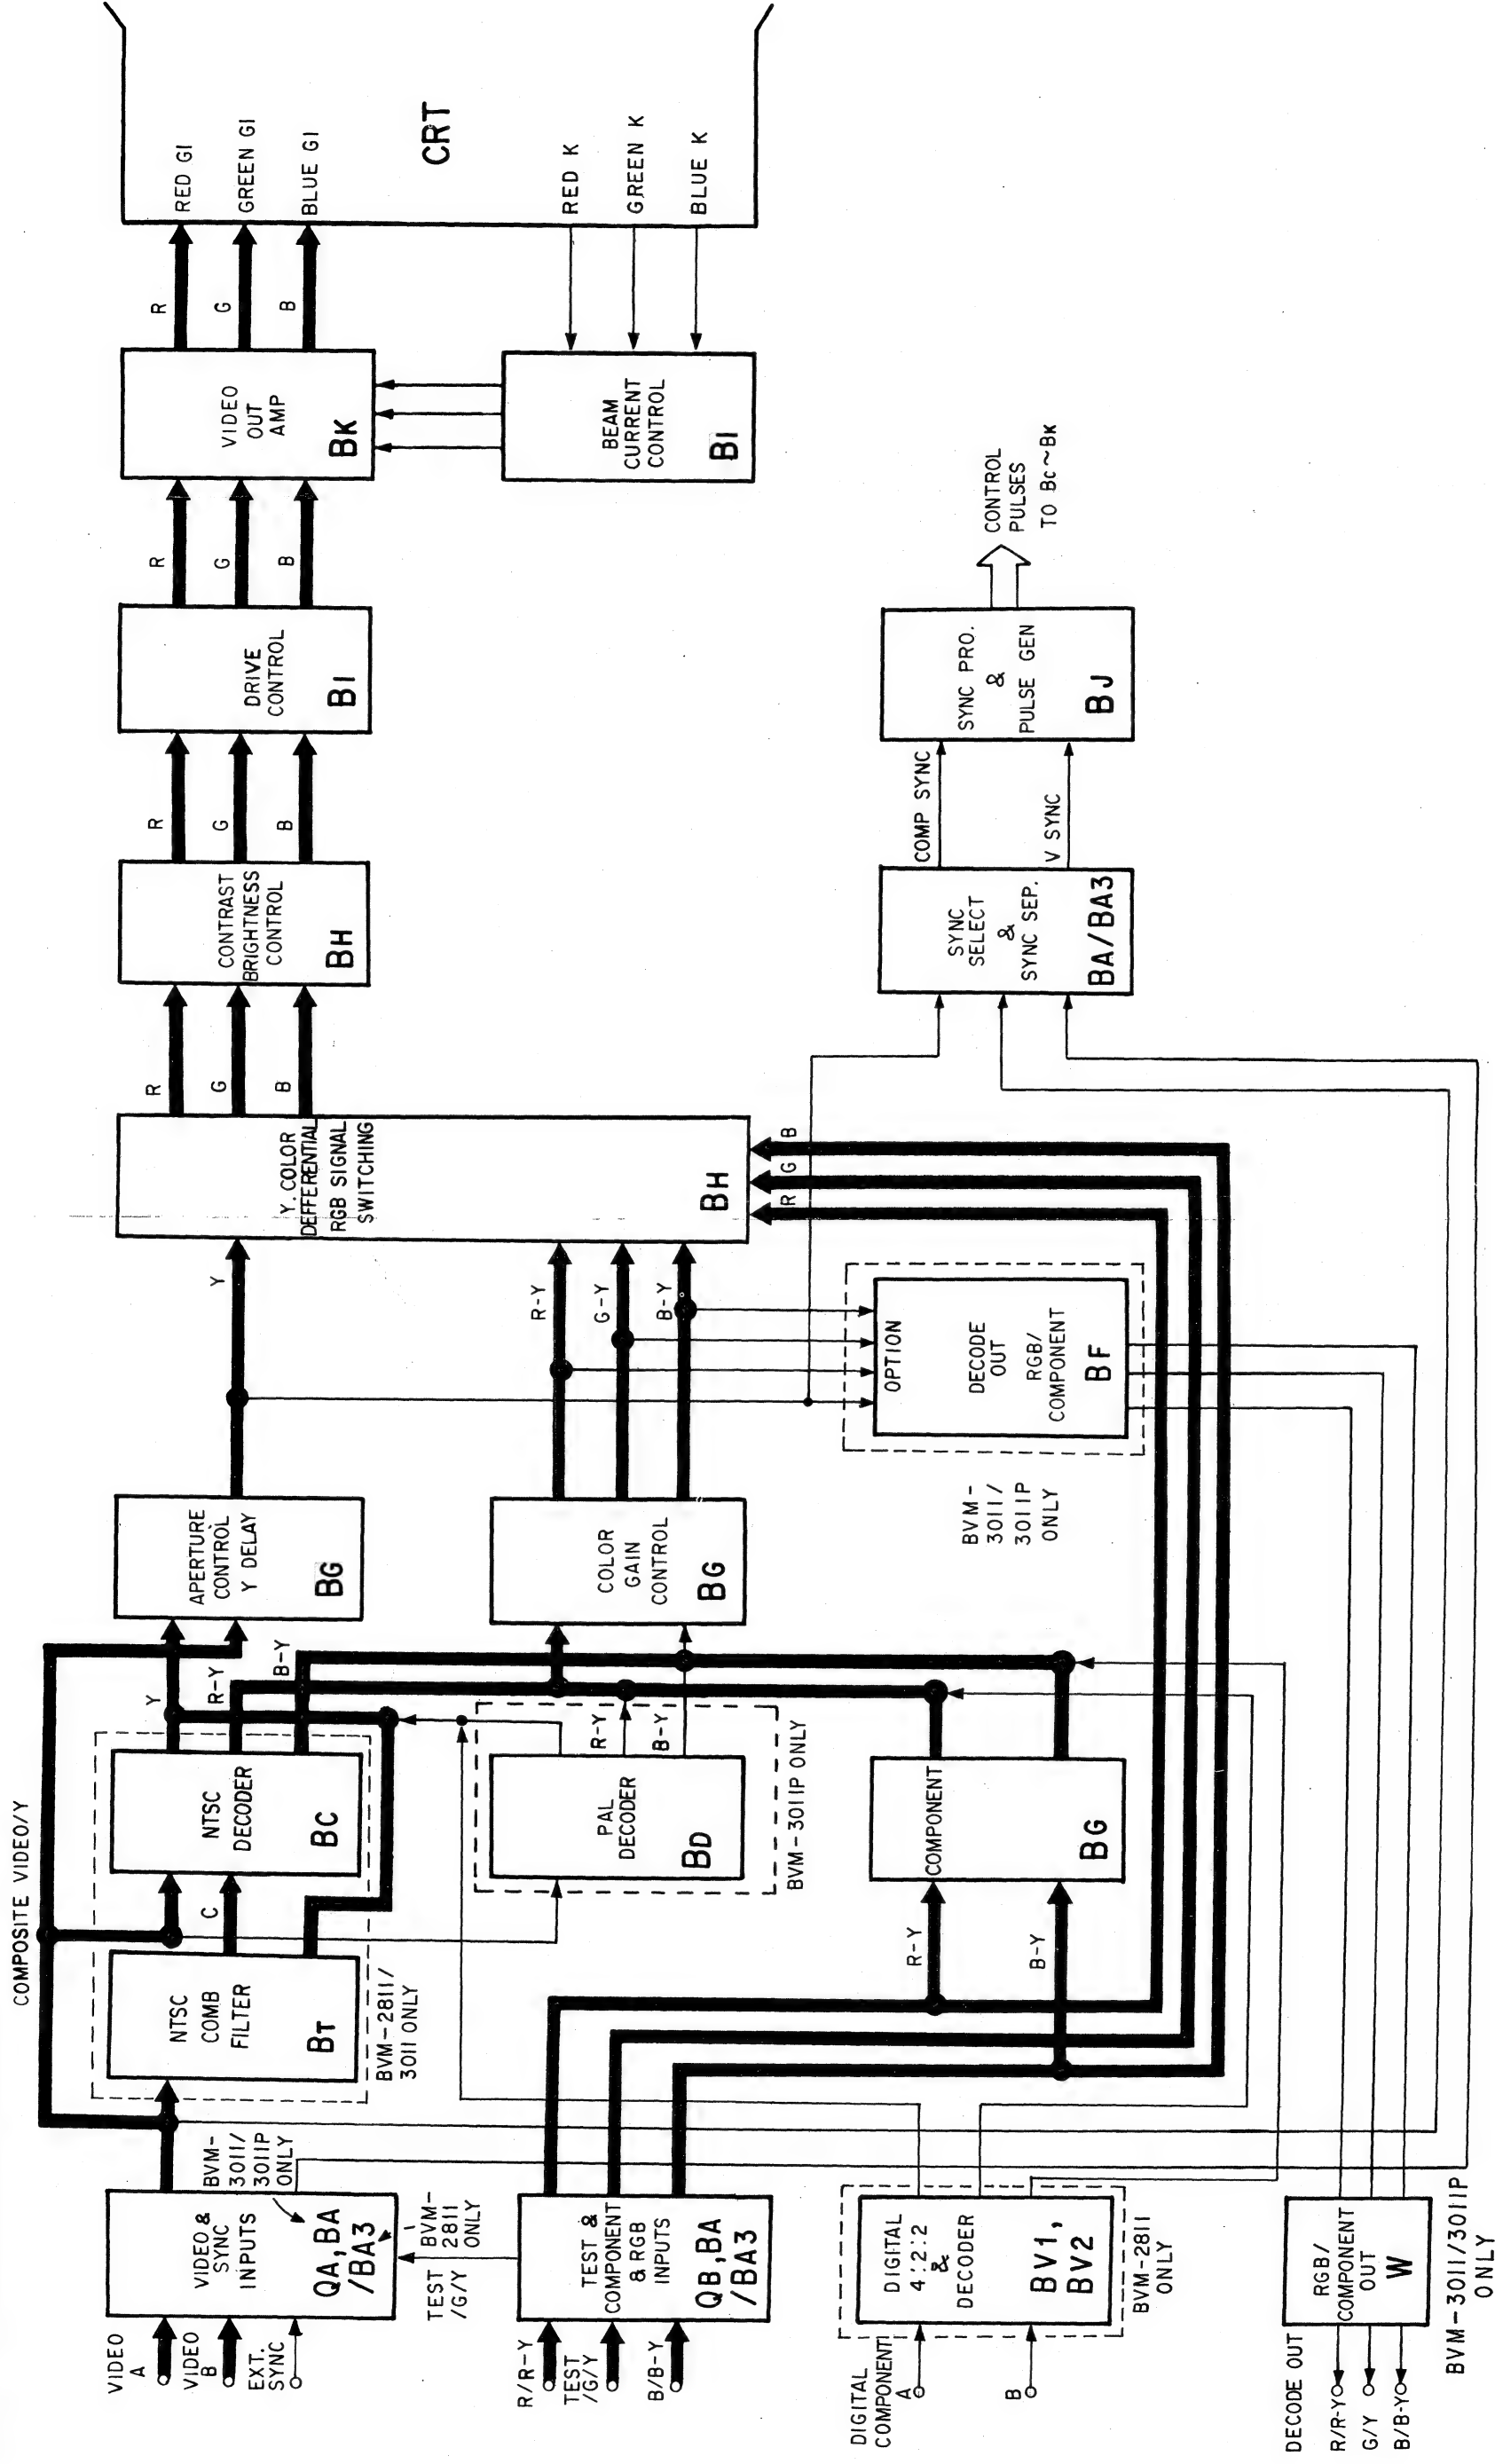 COMPOSITE VIDEO/Y
VIDEO
A
VIDEO
B
EXT.
SYNC
VIDEO &
SYNC
INPUTS
QA, BA
/BA3
BVM-
3011/
3011P
ONLY
BVM-
2811
ONLY
TEST
/G/Y
NTSC
COMB
FILTER
BT
BVM-2811/
3011 ONLY
C
NTSC
DECODER
BC
Y
R-Y
B-Y
APERTURE
CONTROL
Y DELAY
BG
Y
Y. COLOR
DEFFERENTIAL
RGB SIGNAL
SWITCHING
BH
R
G
B
CONTRAST
BRIGHTNESS
CONTROL
BH
R
G
B
DRIVE
CONTROL
BI
R
G
B
VIDEO
OUT
AMP
BK
R
G
B
RED G1
GREEN G1
BLUE G1
CRT
RED K
GREEN K
BLUE K
BEAM
CURRENT
CONTROL
BI
R/R-Y
TEST
/G/Y
B/B-Y
TEST &
COMPONENT
& RGB
INPUTS
QB, BA
/BA3
PAL
DECODER
BD
BVM-3011P ONLY
R-Y
B-Y
COLOR
GAIN
CONTROL
BG
R-Y
G-Y
B-Y
R
G
B
R-Y
B-Y
COMPONENT
BG
OPTION
DECODE
OUT
RGB/
COMPONENT
BF
BVM-
3011/
3011P
ONLY
SYNC
SELECT
&
SYNC SEP.
BA/BA3
COMP SYNC
V SYNC
SYNC PRO.
&
PULSE GEN
BJ
CONTROL
PULSES
TO BC~BK
DIGITAL
COMPONENT
A
B
DIGITAL
4:2:2
&
DECODER
BV1,
BV2
BVM-2811
ONLY
DECODE OUT
R/R-Y
G/Y
B/B-Y
RGB/
COMPONENT
OUT
W
BVM-3011/3011P
ONLY